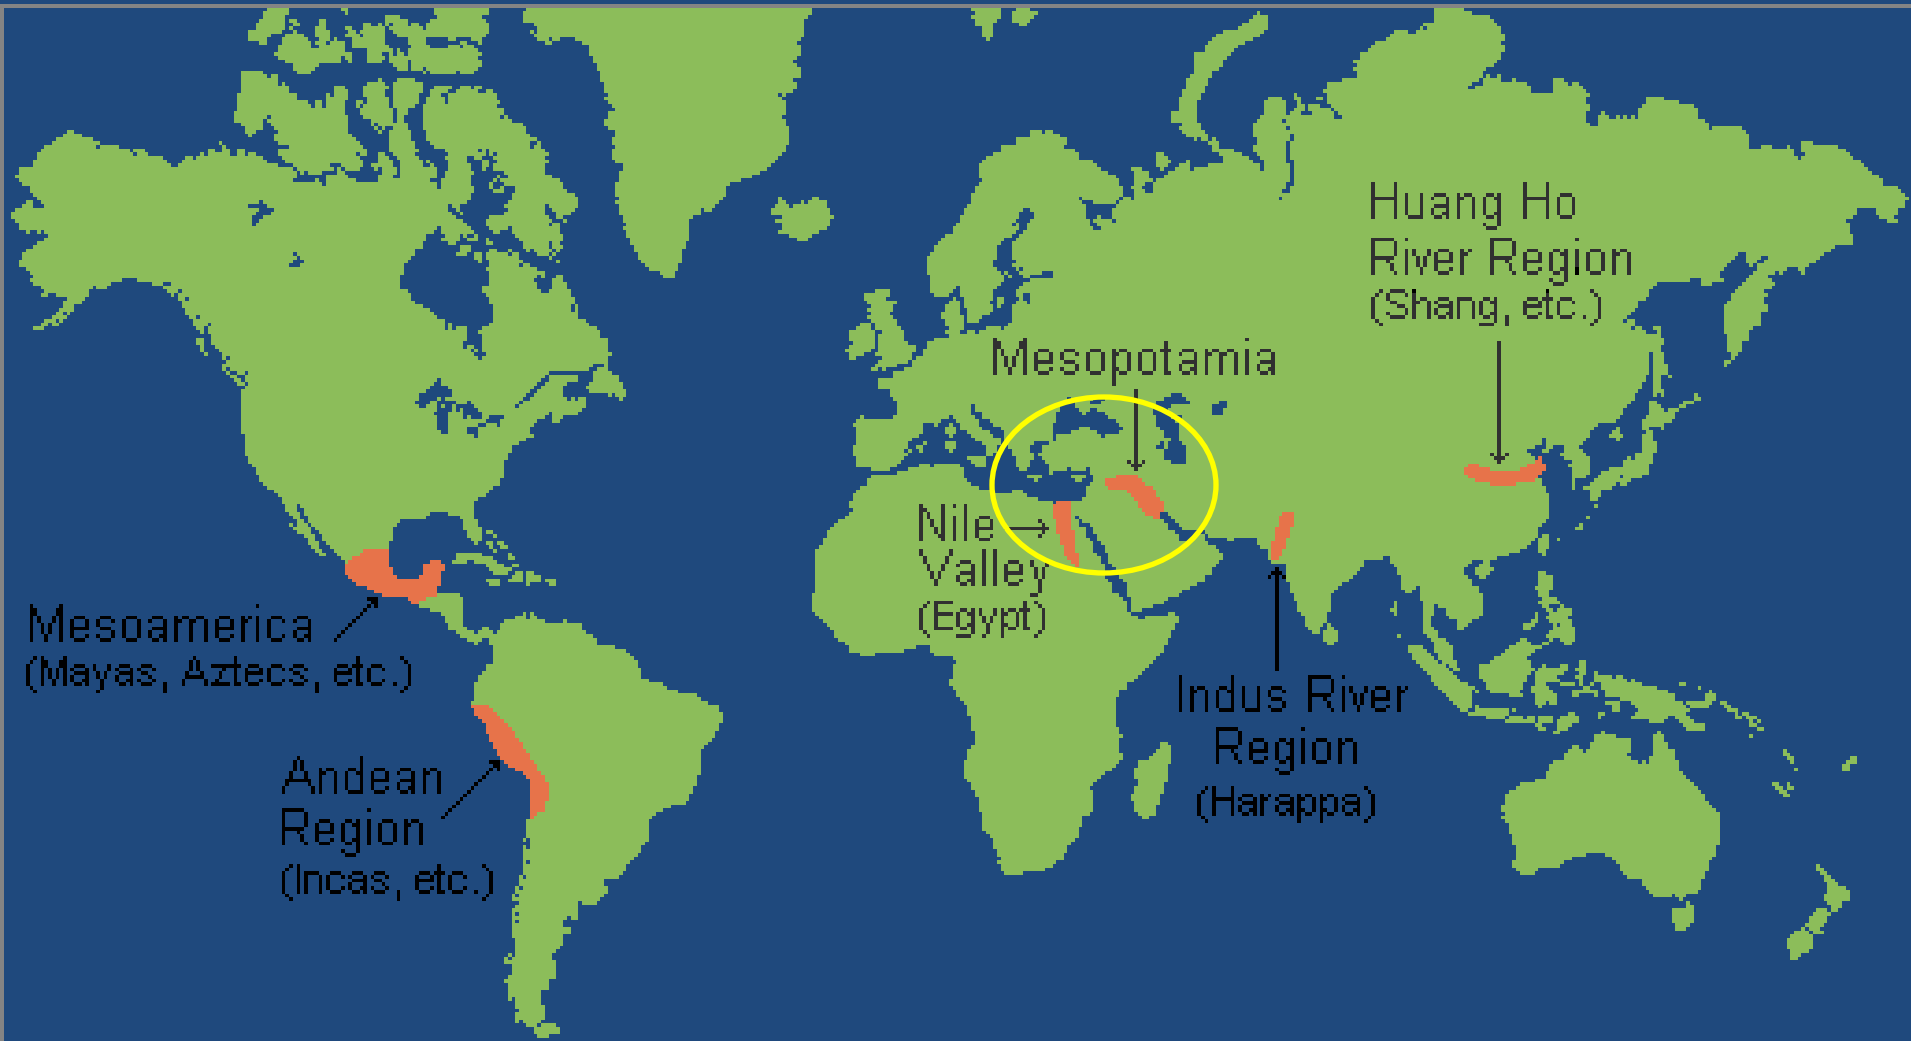 Huang Ho
River Region
(Shang, etc.)
Mesopotamia
Nile
Valley
(Egypt)
Mesoamerica
(Mayas, Aztecs, etc.)
Indus River
Region
(Harappa)
Andean
Region
(Incas, etc.)